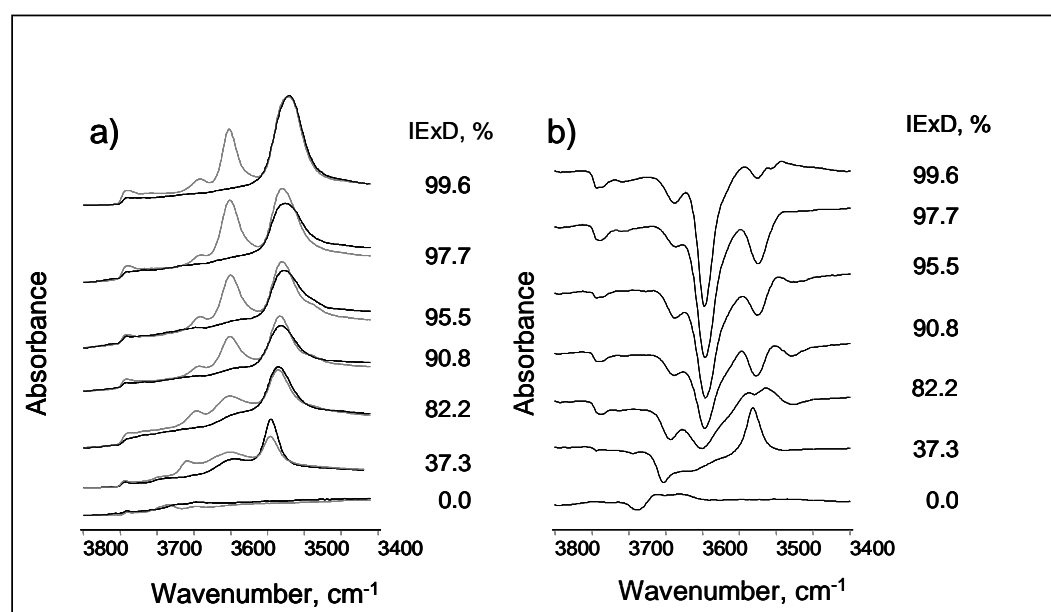 a)
IExD, %
99.6
97.7
95.5
90.8
82.2
37.3
0.0
Absorbance
3800 3700 3600 3500 3400
Wavenumber, cm-1
b)
IExD, %
99.6
97.7
95.5
90.8
82.2
37.3
0.0
Absorbance
3800 3700 3600 3500 3400
Wavenumber, cm-1